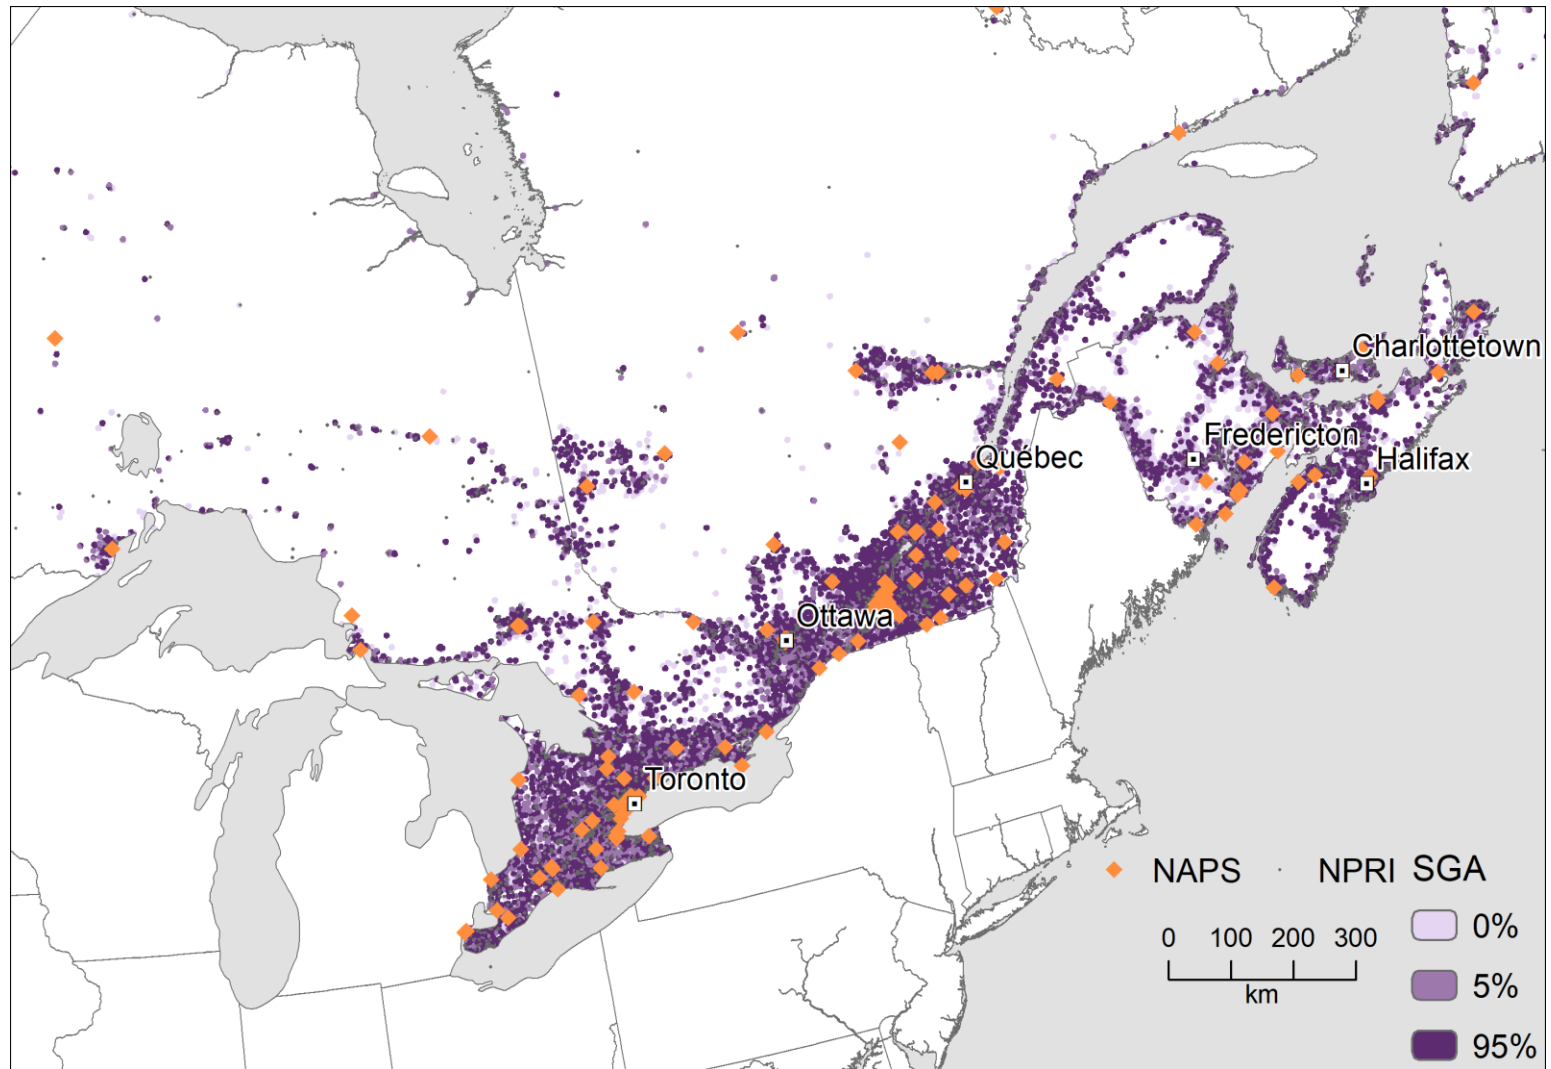 Charlottetown
Fredericton
Halifax
Québec
Ottawa
Toronto
NAPS NPRI SGA
0%
5%
95%
0 100 200 300
km